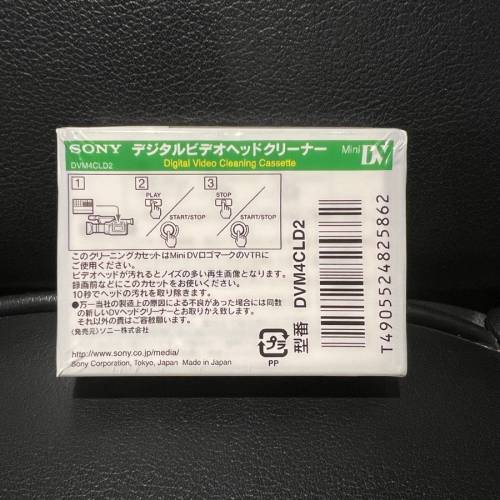 SONY デジタルビデオヘッドクリーナー Mini DV
DVM4CLD2 Digital Video Cleaning Cassette
1 2 3
PLAY STOP
START/STOP START/STOP
このクリーニングカセットはMini DVロゴマークのVTRに
ご使用ください。
ビデオヘッドが汚れるとノイズの多い再生画像となります。
録画前などにこのカセットをお使いください。
10秒でヘッドの汚れを取り除きます。
●万一当社の製造上の原因による不良があった場合には同数
の新しいDVヘッドクリーナーとお取りかえ致します。
それ以外の責はご容赦願います。
(発売元)ソニー株式会社
http://www.sony.co.jp/media/
Sony Corporation, Tokyo, Japan Made in Japan
プラ
PP
型番 DVM4CLD2
T4905524825862